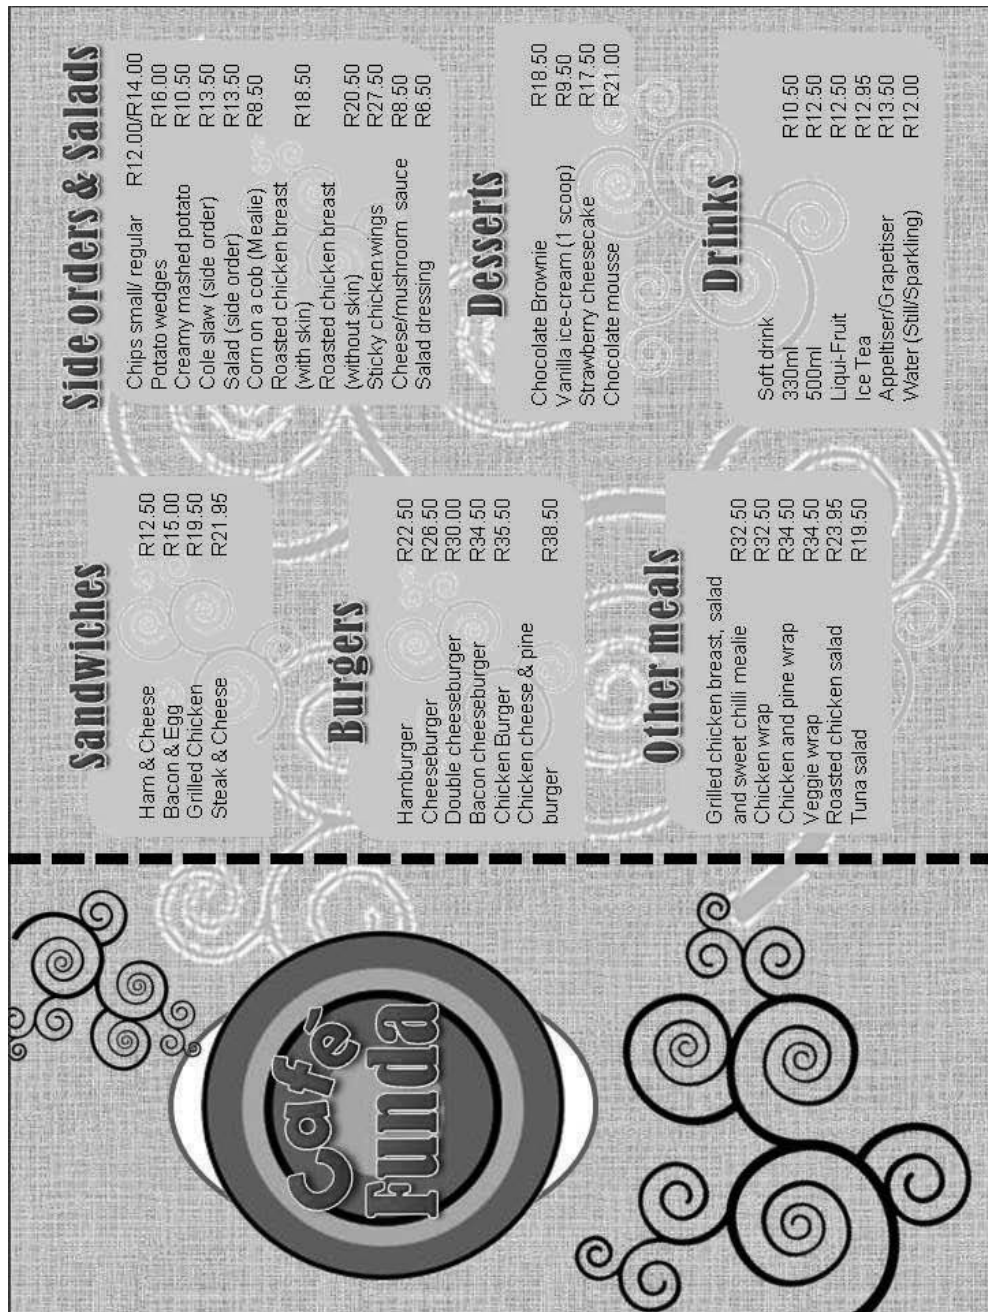 Café
Funda
Sandwiches
Ham & Cheese R12.50
Bacon & Egg R15.00
Grilled Chicken R19.50
Steak & Cheese R21.95
Burgers
Hamburger R22.50
Cheeseburger R26.50
Double cheeseburger R30.00
Bacon cheeseburger R34.50
Chicken Burger R35.50
Chicken cheese & pine
burger R38.50
Other meals
Grilled chicken breast, salad
and sweet chilli mealie R32.50
Chicken wrap R32.50
Chicken and pine wrap R34.50
Veggie wrap R34.50
Roasted chicken salad R23.95
Tuna salad R19.50
Side orders & Salads
Chips small/ regular R12.00/R14.00
Potato wedges R16.00
Creamy mashed potato R10.50
Cole slaw (side order) R13.50
Salad (side order) R13.50
Corn on a cob (Mealie) R8.50
Roasted chicken breast
(with skin) R18.50
Roasted chicken breast
(without skin) R20.50
Sticky chicken wings R27.50
Cheese/mushroom sauce R8.50
Salad dressing R6.50
Desserts
Chocolate Brownie R18.50
Vanilla ice-cream (1 scoop) R9.50
Strawberry cheesecake R17.50
Chocolate mousse R21.00
Drinks
Soft drink
330ml R10.50
500ml R12.50
Liqui-Fruit R12.50
Ice Tea R12.95
Appeltiser/Grapetiser R13.50
Water (Still/Sparkling) R12.00